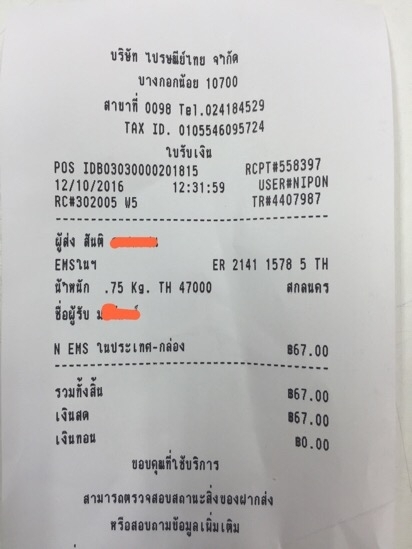 บริษัท ไปรษณีย์ไทย จำกัด
บางกอกน้อย 10700
สาขาที่ 0098 Tel.024184529
TAX ID. 0105546095724
ใบรับเงิน
POS IDB03030000201815 RCPT#558397
12/10/2016 12:31:59 USER#NIPON
RC#302005 W5 TR#4407987
ผู้ส่ง สันติ
EMSในฯ ER 2141 1578 5 TH
น้ำหนัก .75 Kg. TH 47000 สกลนคร
ชื่อผู้รับ
N EMS ในประเทศ-กล่อง ฿67.00
รวมทั้งสิ้น ฿67.00
เงินสด ฿67.00
เงินทอน ฿0.00
ขอบคุณที่ใช้บริการ
สามารถตรวจสอบสถานะสิ่งของฝากส่ง
หรือสอบถามข้อมูลเพิ่มเติม